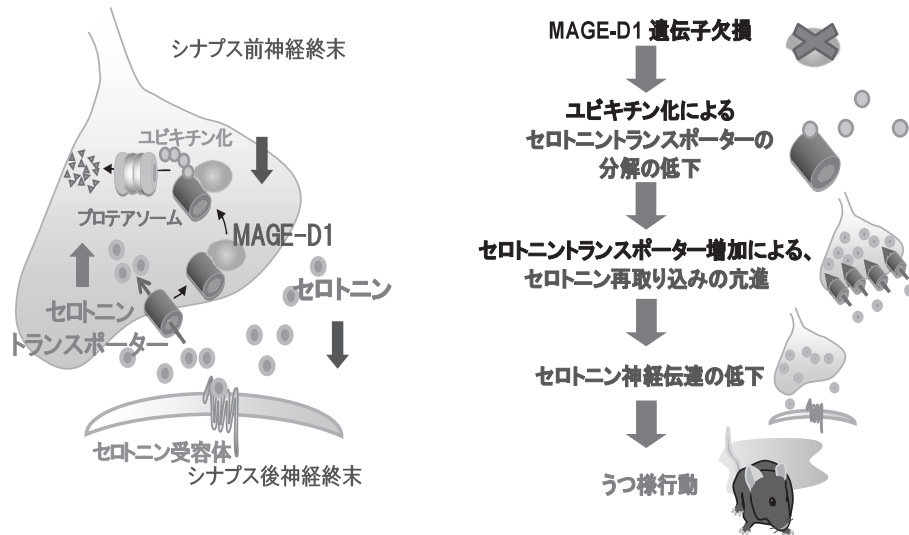 シナプス前神経終末
ユビキチン化
プロテアソーム
MAGE-D1
セロトニン
セロトニン
トランスポーター
セロトニン受容体
シナプス後神経終末
MAGE-D1 遺伝子欠損
ユビキチン化による
セロトニントランスポーターの
分解の低下
セロトニントランスポーター増加による、
セロトニン再取り込みの亢進
セロトニン神経伝達の低下
うつ様行動